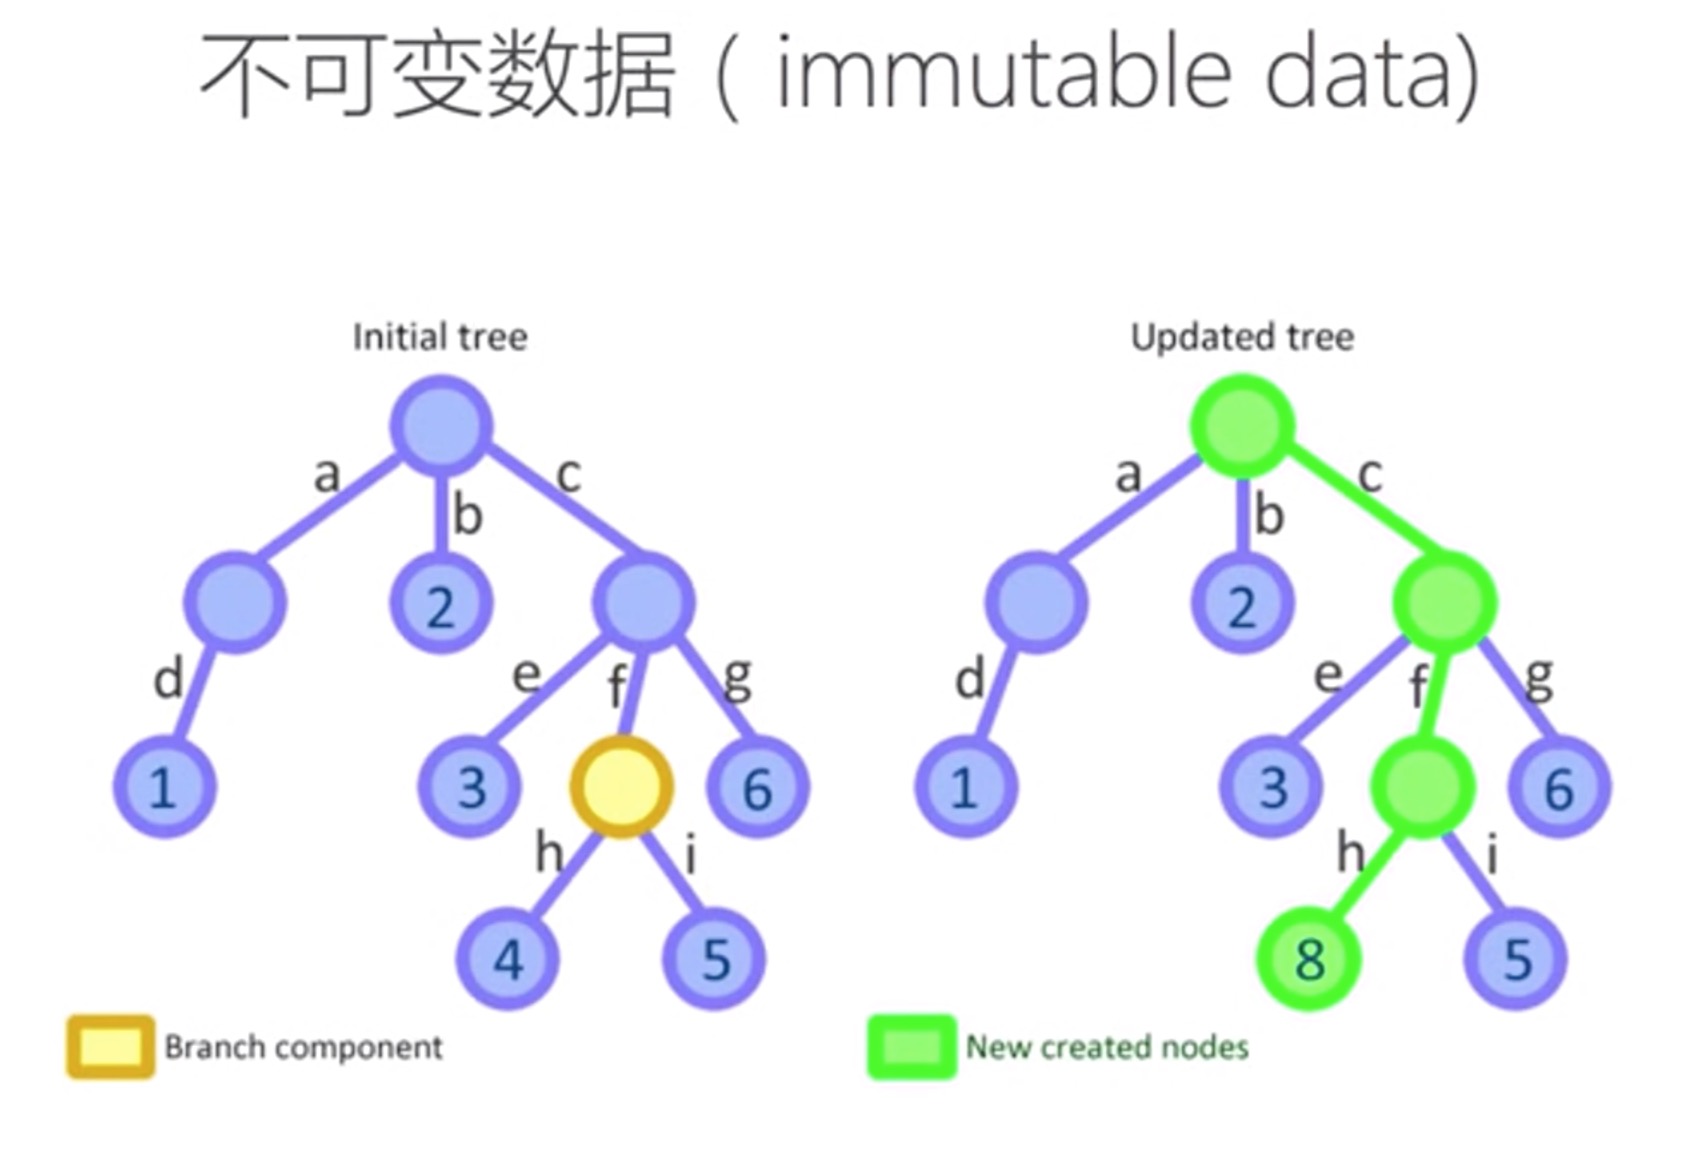 不可变数据 ( immutable data)
Initial tree
Updated tree
a
b
c
a
b
c
2
2
d
e
f
g
d
e
f
g
1
3
6
1
3
6
h
i
h
i
4
5
8
5
Branch component
New created nodes